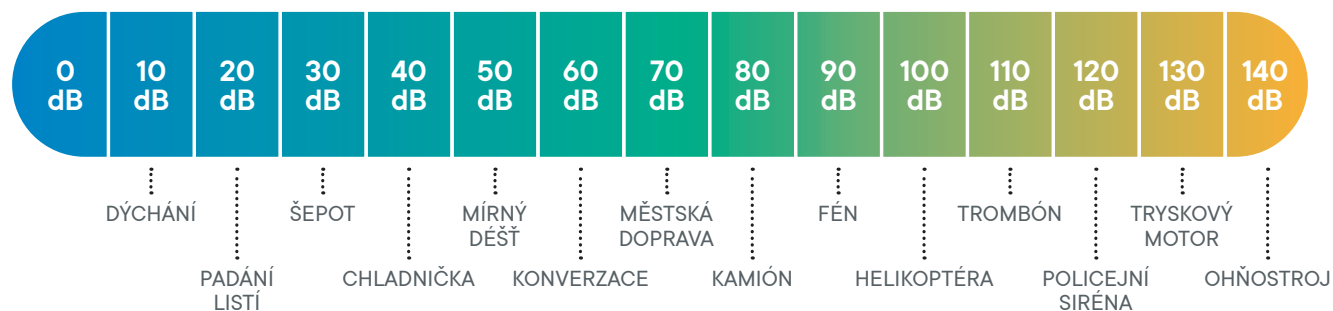 0 dB
10 dB
20 dB
30 dB
40 dB
50 dB
60 dB
70 dB
80 dB
90 dB
100 dB
110 dB
120 dB
130 dB
140 dB
DÝCHÁNÍ
PADÁNÍ
LISTÍ
ŠEPOT
CHLADNIČKA
MÍRNÝ
DÉŠŤ
KONVERZACE
MĚSTSKÁ
DOPRAVA
KAMIÓN
FÉN
HELIKOPTÉRA
TROMBÓN
POLICEJNÍ
SIRÉNA
TRYSKOVÝ
MOTOR
OHŇOSTROJ